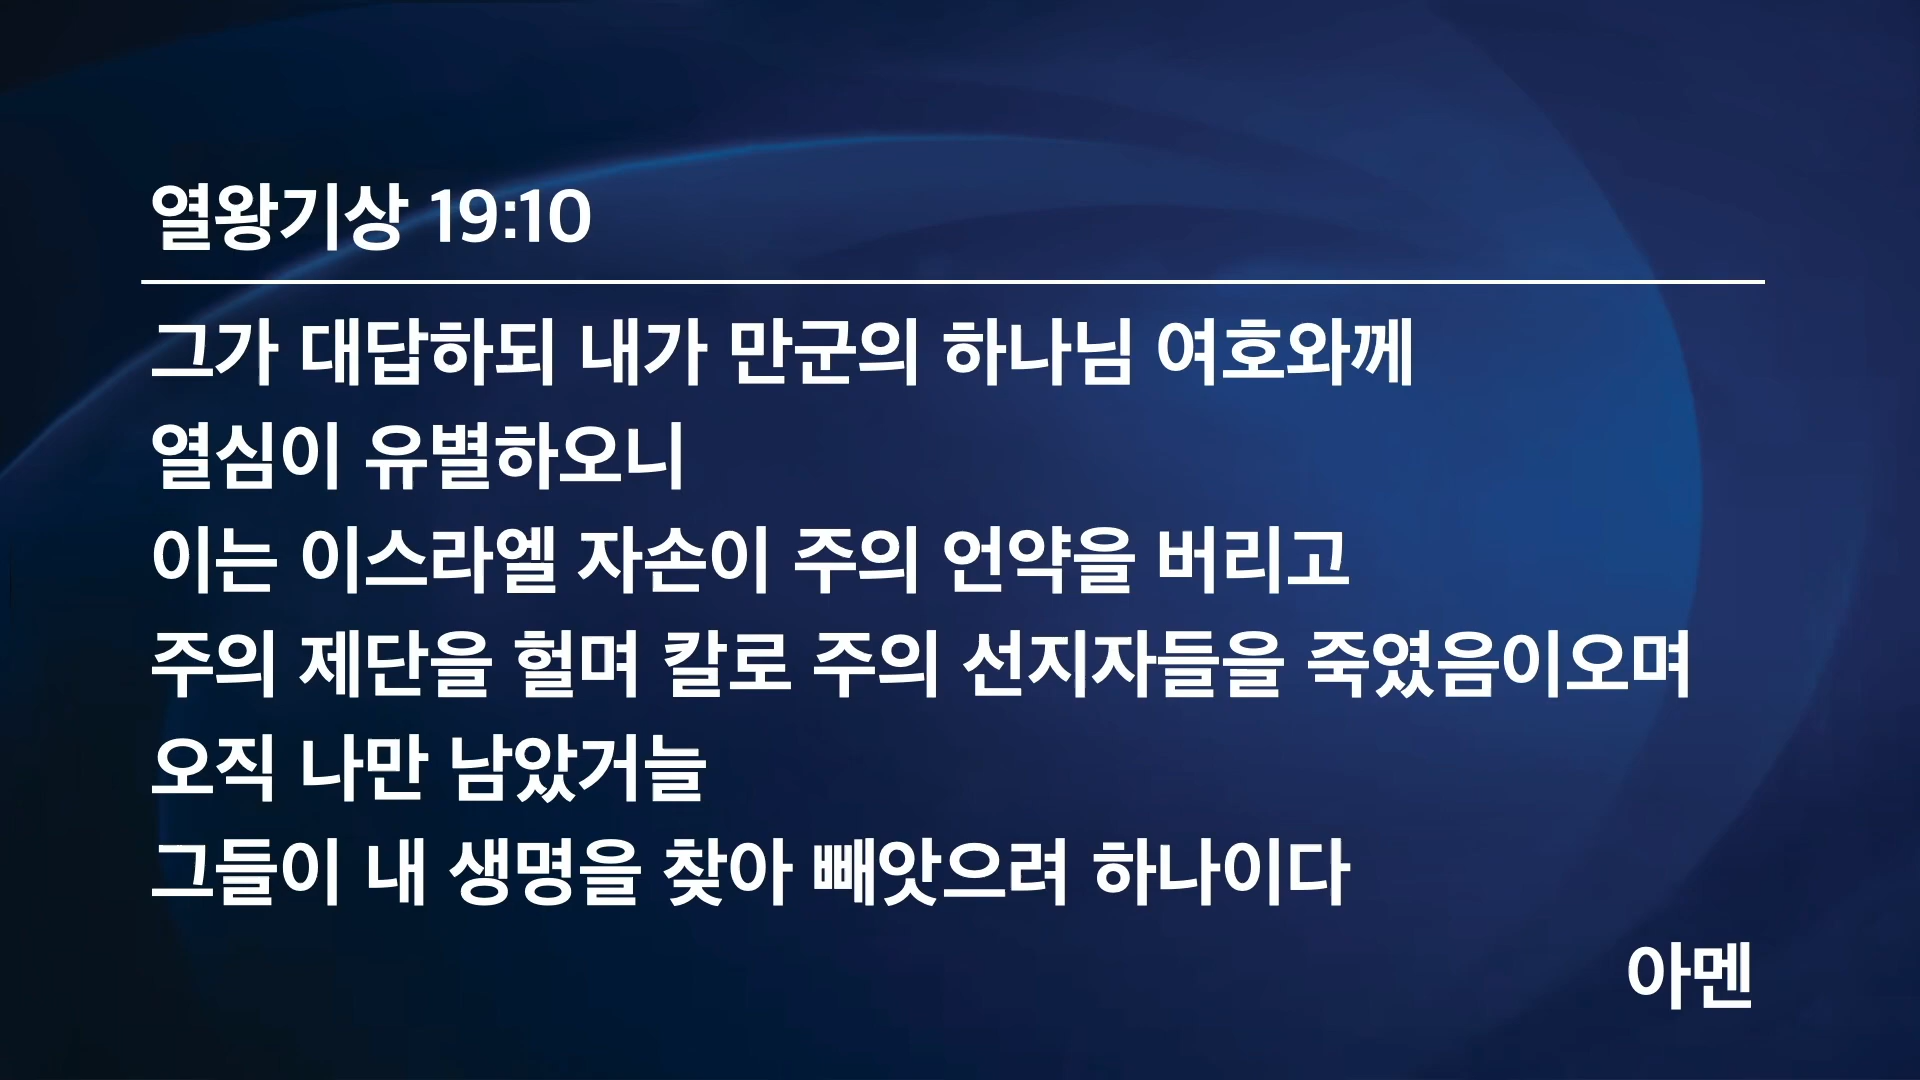 열왕기상 19:10
그가 대답하되 내가 만군의 하나님 여호와께
열심이 유별하오니
이는 이스라엘 자손이 주의 언약을 버리고
주의 제단을 헐며 칼로 주의 선지자들을 죽였음이오며
오직 나만 남았거늘
그들이 내 생명을 찾아 빼앗으려 하나이다
아멘